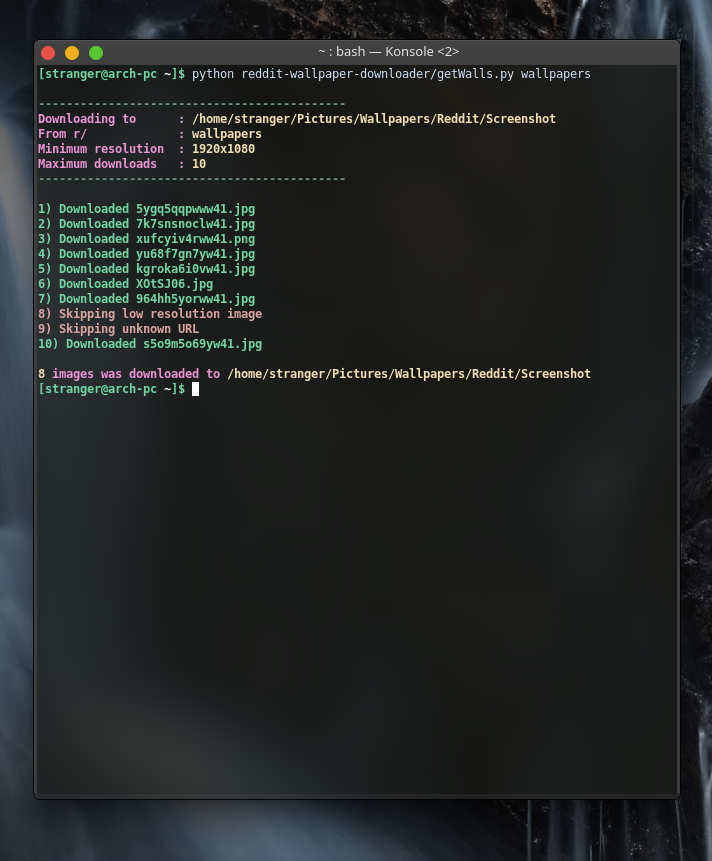 ~ : bash — Konsole <2>
[stranger@arch-pc ~]$ python reddit-wallpaper-downloader/getWalls.py wallpapers
--------------------------------------------
Downloading to      : /home/stranger/Pictures/Wallpapers/Reddit/Screenshot
From r/             : wallpapers
Minimum resolution  : 1920x1080
Maximum downloads   : 10
--------------------------------------------
1) Downloaded 5ygq5qqpwww41.jpg
2) Downloaded 7k7snsnoclw41.jpg
3) Downloaded xufcyiv4rww41.png
4) Downloaded yu68f7gn7yw41.jpg
5) Downloaded kgroka6i0vw41.jpg
6) Downloaded XOtSJ06.jpg
7) Downloaded 964hh5yorww41.jpg
8) Skipping low resolution image
9) Skipping unknown URL
10) Downloaded s5o9m5o69yw41.jpg
8 images was downloaded to /home/stranger/Pictures/Wallpapers/Reddit/Screenshot
[stranger@arch-pc ~]$